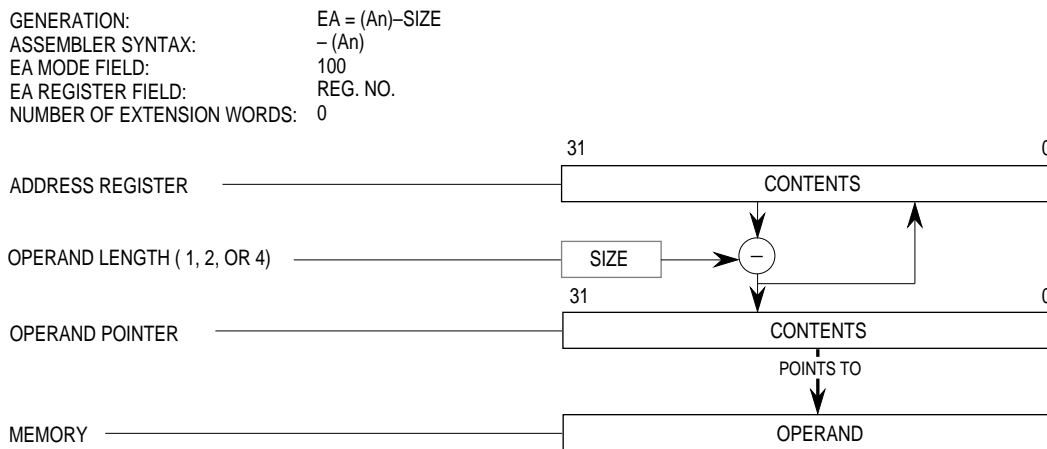 GENERATION: EA = (An)–SIZE
ASSEMBLER SYNTAX: – (An)
EA MODE FIELD: 100
EA REGISTER FIELD: REG. NO.
NUMBER OF EXTENSION WORDS: 0
31 0
ADDRESS REGISTER CONTENTS
OPERAND LENGTH ( 1, 2, OR 4) SIZE –
31 0
OPERAND POINTER CONTENTS
POINTS TO
MEMORY OPERAND